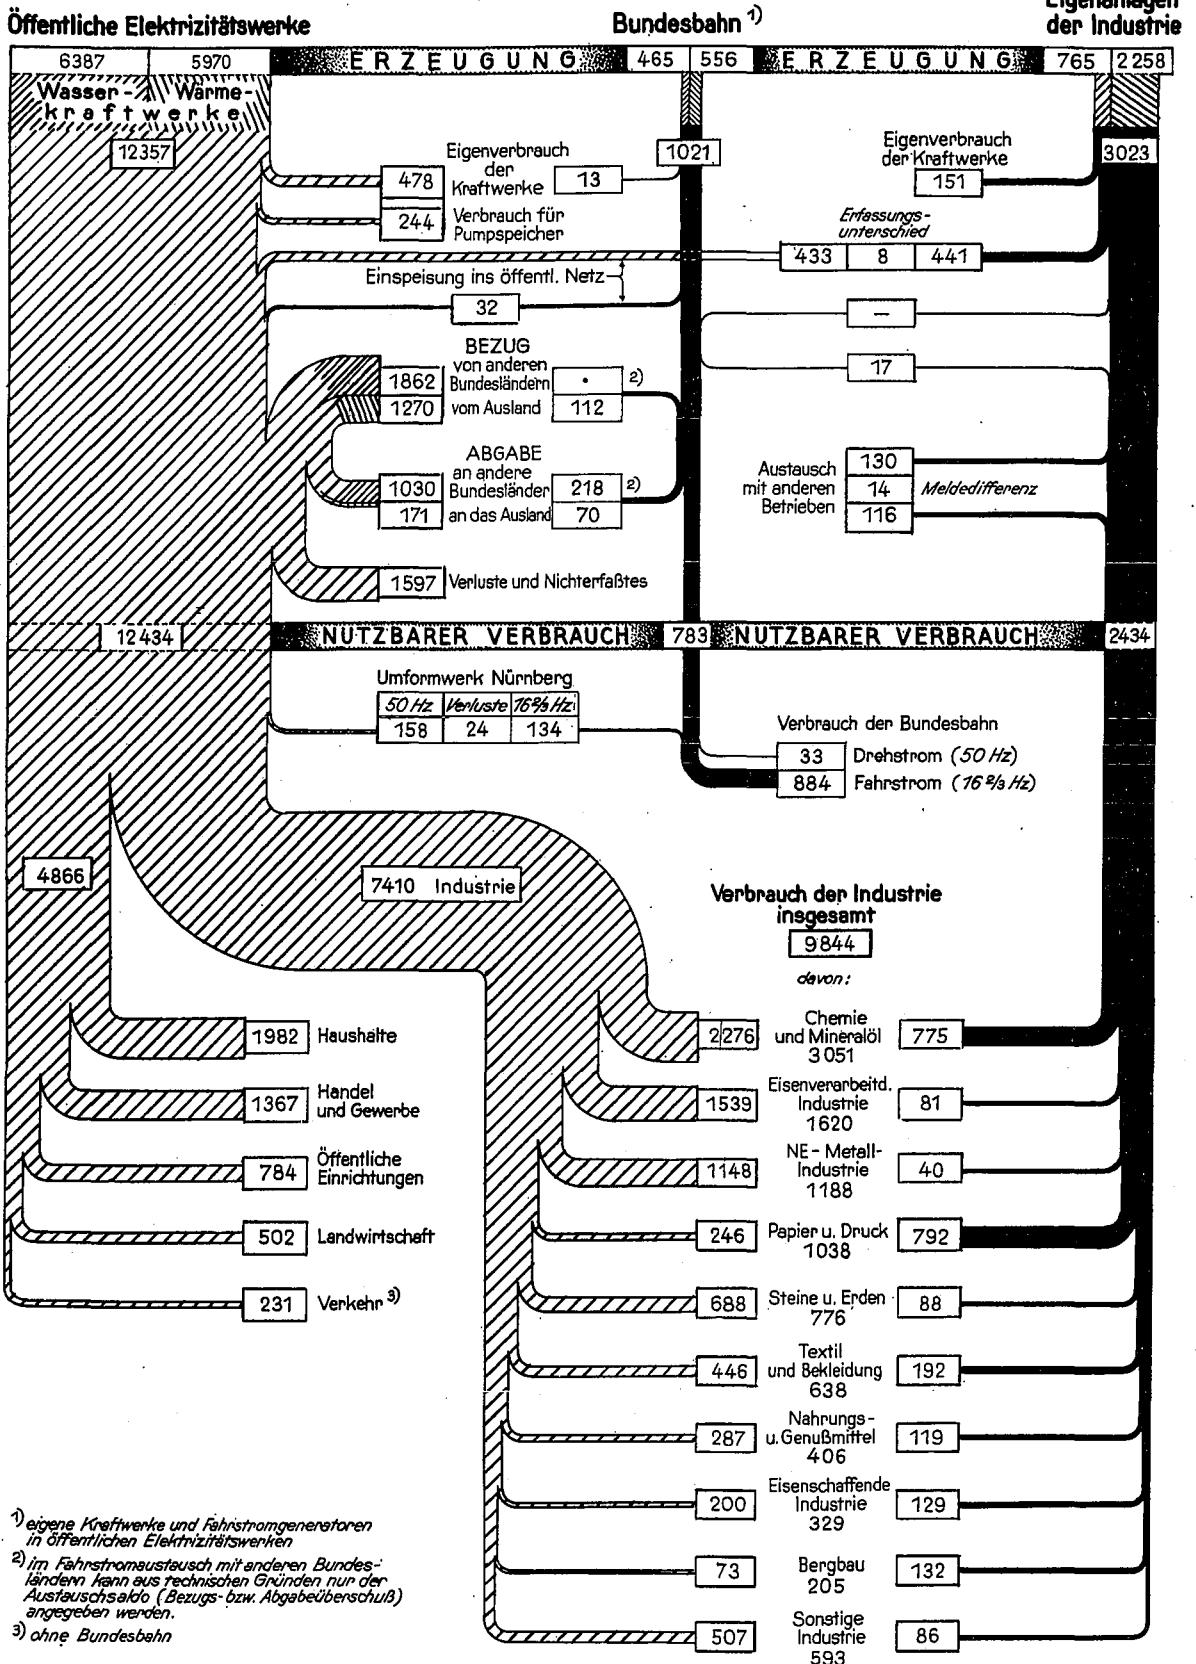 Öffentliche Elektrizitätswerke
Bundesbahn 1)
Eigenanlagen
der Industrie
6387 5970 ERZEUGUNG 465 556 ERZEUGUNG 765 2258
Wasser- Wärme-
kraftwerke
12357
1021
3023
Eigenverbrauch
der
Kraftwerke
478
13
Eigenverbrauch
der Kraftwerke
151
244
Verbrauch für
Pumpspeicher
Erfassungs-
unterschied
433 8 441
Einspeisung ins öffentl. Netz
32
—
17
BEZUG
von anderen
Bundesländern
1862
• 2)
1270 vom Ausland 112
ABGABE
an andere
Bundesländer
1030
218 2)
171 an das Ausland 70
Austausch
mit anderen
Betrieben
130
14 Meldedifferenz
116
1597 Verluste und Nichterfaßtes
12434 NUTZBARER VERBRAUCH 783 NUTZBARER VERBRAUCH 2434
Umformwerk Nürnberg
50 Hz Verluste 16 2/3 Hz
158 24 134
Verbrauch der Bundesbahn
33 Drehstrom (50 Hz)
884 Fahrstrom (16 2/3 Hz)
4866
7410 Industrie
Verbrauch der Industrie
insgesamt
9844
davon:
1982 Haushalte
1367 Handel
und Gewerbe
784 Öffentliche
Einrichtungen
502 Landwirtschaft
231 Verkehr 3)
Chemie
2276 und Mineralöl 775
3051
Eisenverarbeitd.
1539 Industrie 81
1620
NE-Metall-
1148 Industrie 40
1188
246 Papier u. Druck 792
1038
688 Steine u. Erden 88
776
Textil
446 und Bekleidung 192
638
Nahrungs-
287 u. Genußmittel 119
406
Eisenschaffende
200 Industrie 129
329
73 Bergbau 132
205
Sonstige
507 Industrie 86
593
1) eigene Kraftwerke und Fahrstromgeneratoren
in öffentlichen Elektrizitätswerken
2) im Fahrstromaustausch mit anderen Bundes-
ländern kann aus technischen Gründen nur der
Austauschsaldo (Bezugs- bzw. Abgabeüberschuß)
angegeben werden.
3) ohne Bundesbahn